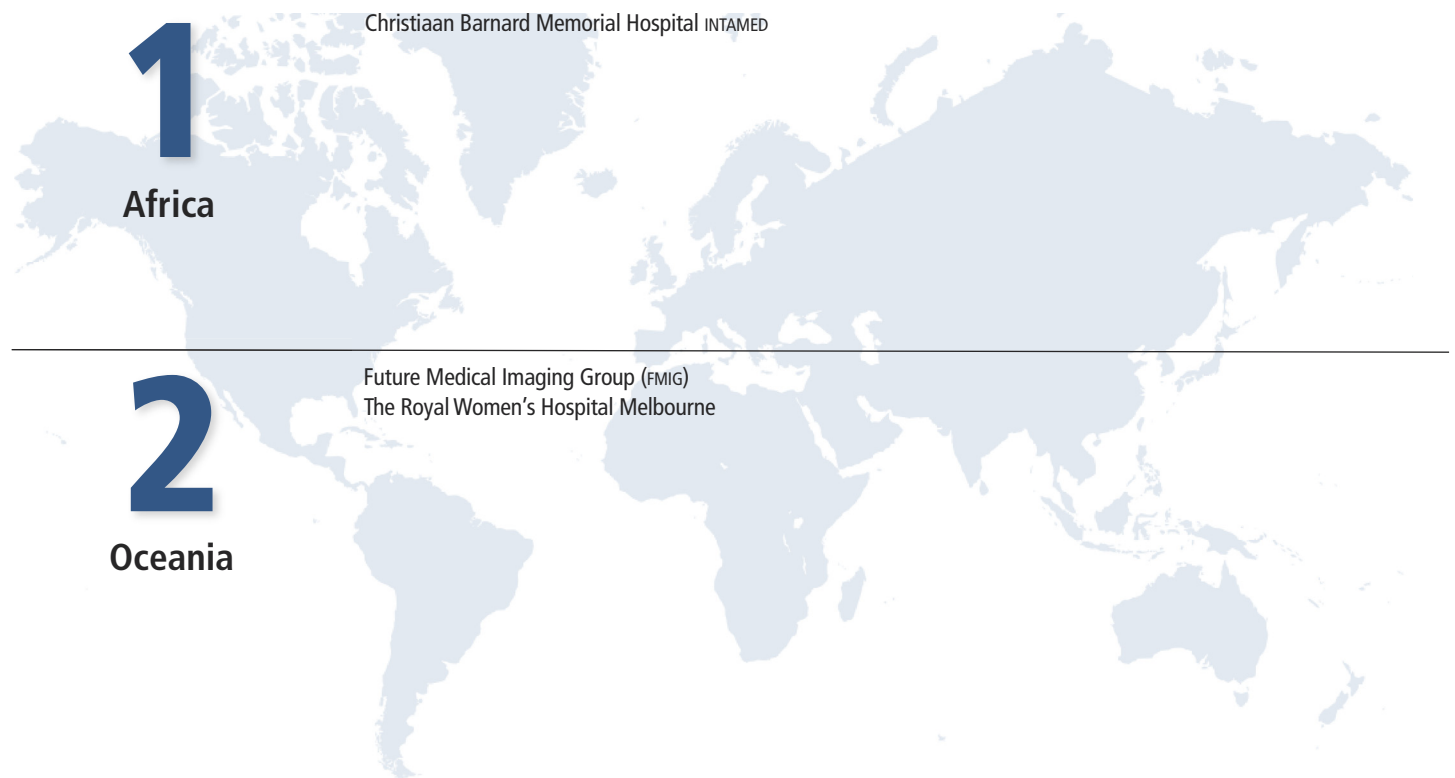 1
Africa
Christiaan Barnard Memorial Hospital INTAMED
2
Oceania
Future Medical Imaging Group (FMIG)
The Royal Women's Hospital Melbourne